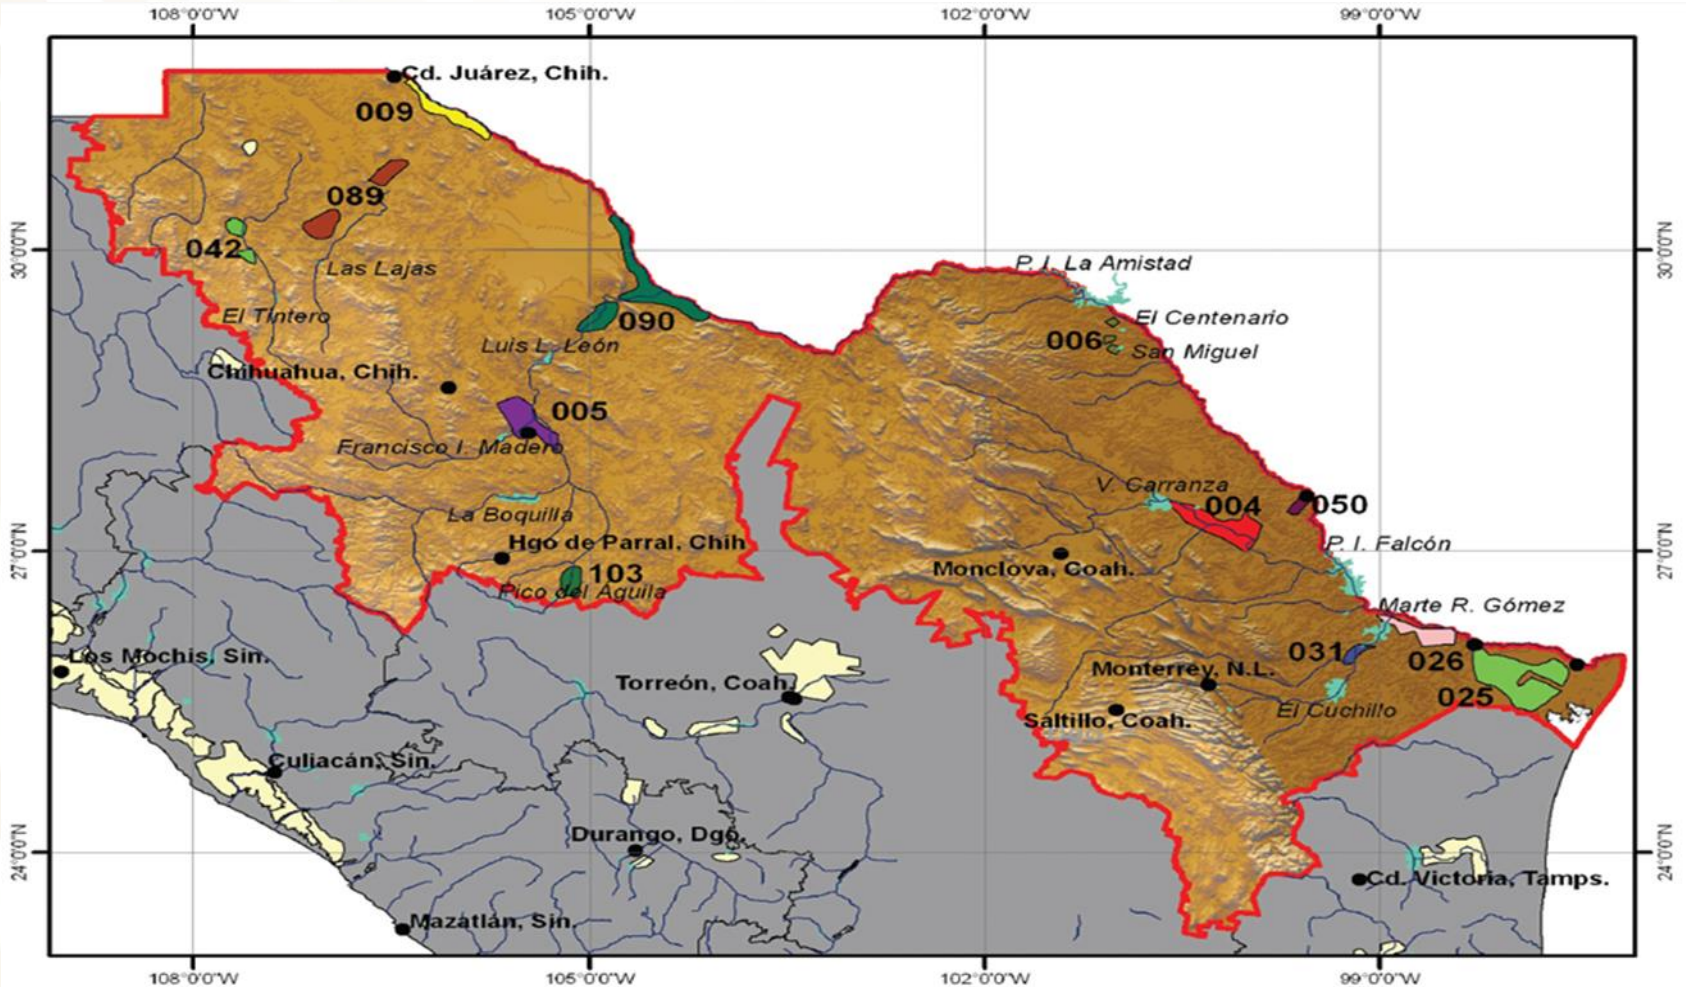 108°0'0"W
105°0'0"W
102°0'0"W
99°0'0"W
Cd. Juárez, Chih.
009
089
042
30°0'0"N
30°0'0"N
Las Lajas
P. I. La Amistad
El Tintero
090
El Centenario
006
San Miguel
Luis L. León
Chihuahua, Chih.
005
Francisco I. Madero
V. Carranza
004
050
La Boquilla
Hgo de Parral, Chih
P. I. Falcón
27°0'0"N
27°0'0"N
Monclova, Coah.
103
Pico del Aguila
Marte R. Gómez
031
026
Los Mochis, Sin.
Monterrey, N.L.
Torreón, Coah.
025
El Cuchillo
Saltillo, Coah.
Culiacán, Sin.
Durango, Dgo.
24°0'0"N
24°0'0"N
Cd. Victoria, Tamps.
Mazatlán, Sin.
108°0'0"W
105°0'0"W
102°0'0"W
99°0'0"W